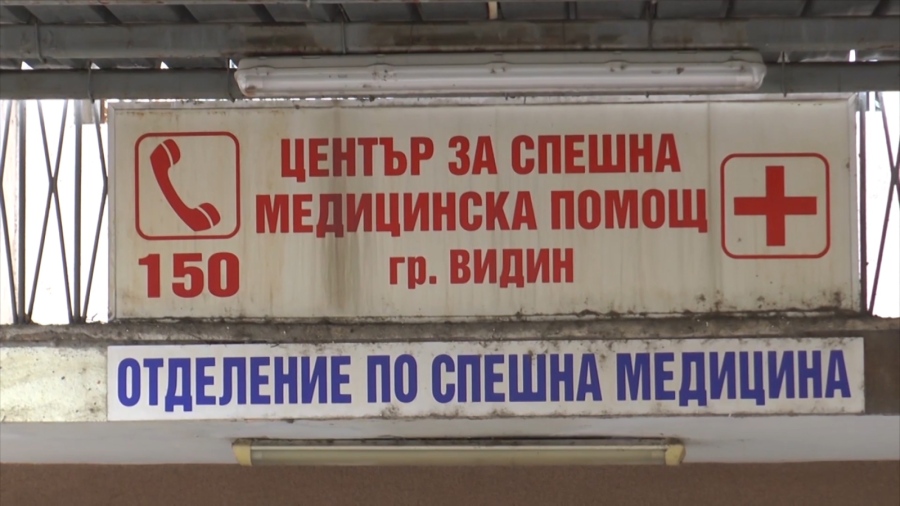 ЦЕНТЪР ЗА СПЕШНА
МЕДИЦИНСКА ПОМОЩ
гр. ВИДИН
150
ОТДЕЛЕНИЕ ПО СПЕШНА МЕДИЦИНА